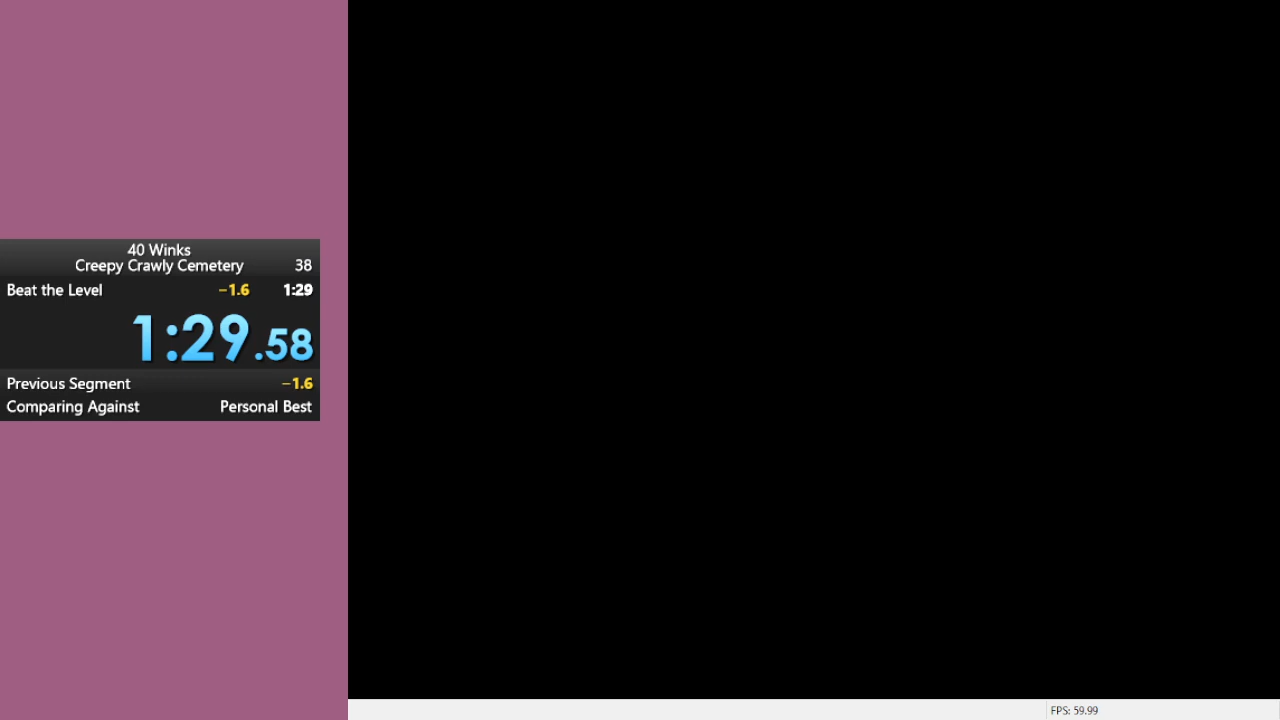 40 Winks
Creepy Crawly Cemetery 38
Beat the Level −1.6 1:29
1:29.58
Previous Segment −1.6
Comparing Against Personal Best
FPS: 59.99